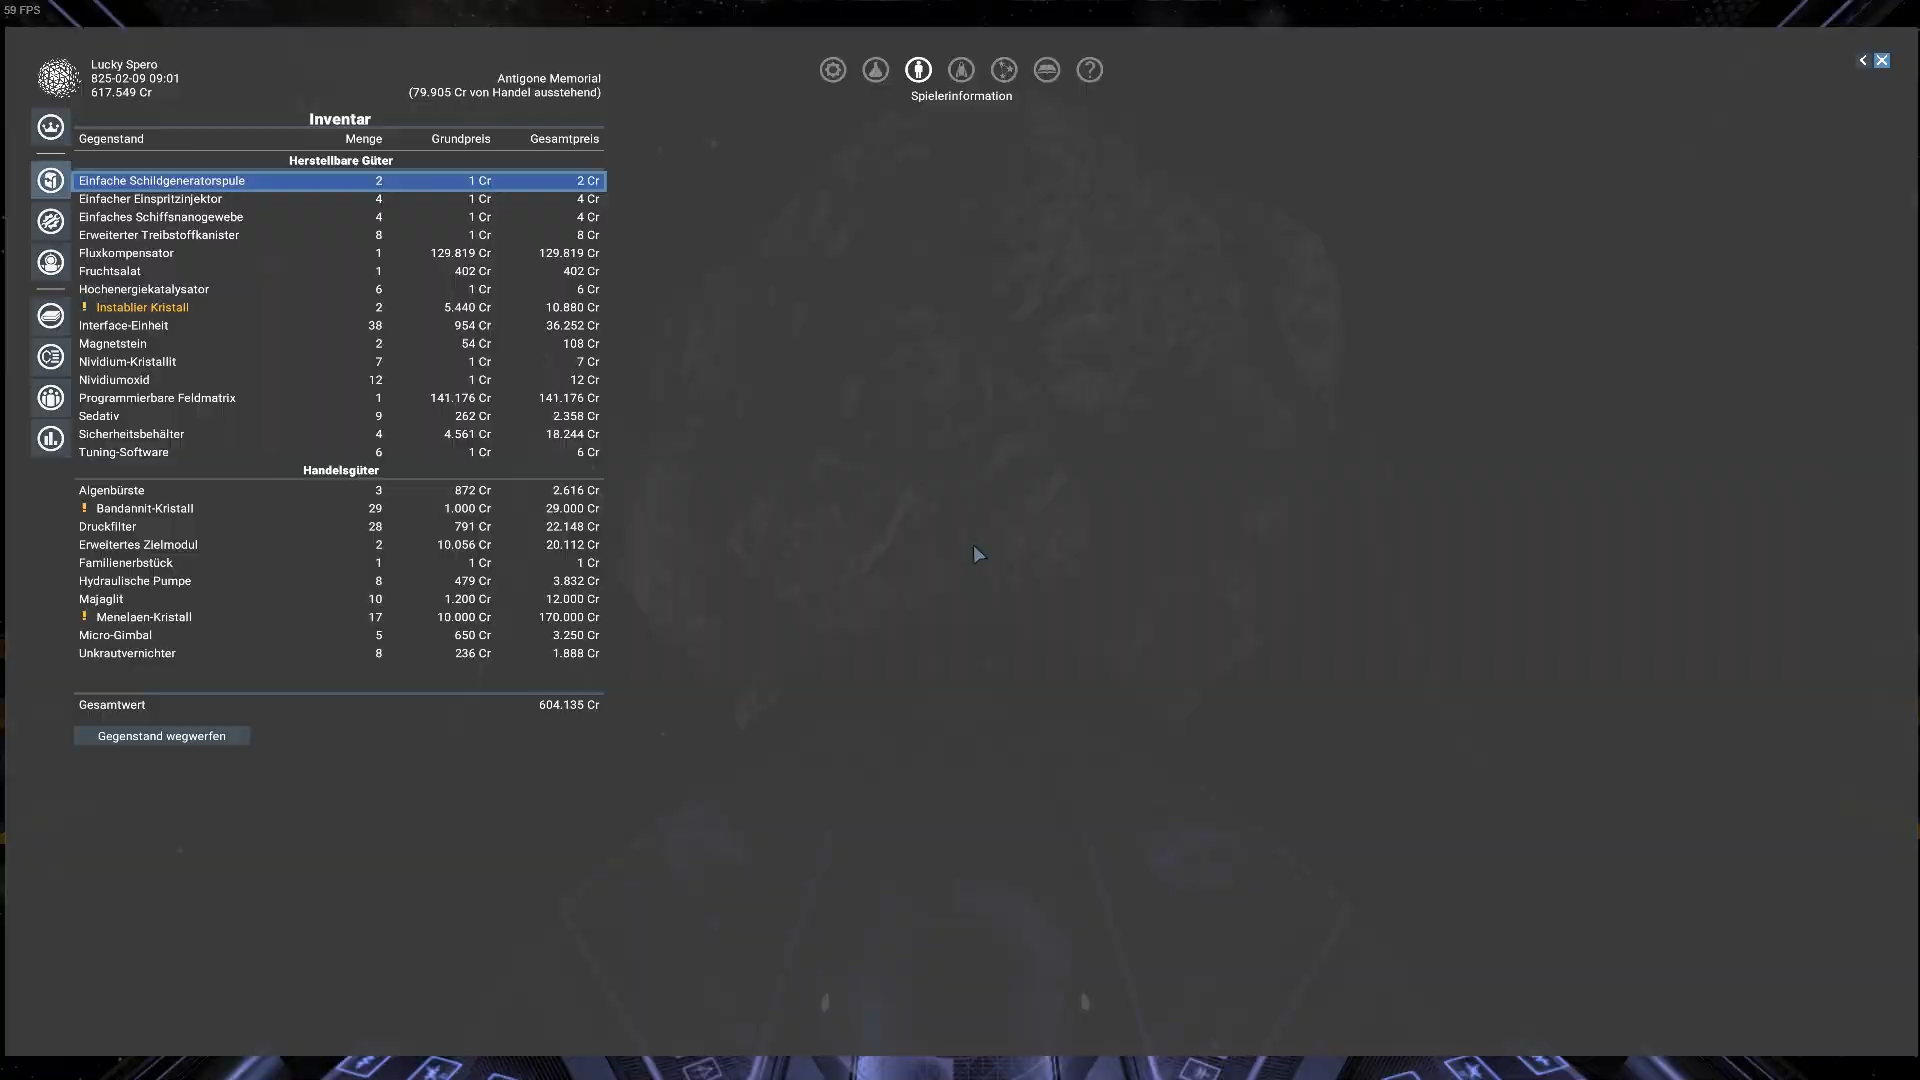 59 FPS
Lucky Spero
825-02-09 09:01
617.549 Cr
Antigone Memorial
(79.905 Cr von Handel ausstehend)
Spielerinformation
Inventar
Gegenstand Menge Grundpreis Gesamtpreis
Herstellbare Güter
Einfache Schildgeneratorspule 2 1 Cr 2 Cr
Einfacher Einspritzinjektor 4 1 Cr 4 Cr
Einfaches Schiffsnanogewebe 4 1 Cr 4 Cr
Erweiterter Treibstoffkanister 8 1 Cr 8 Cr
Fluxkompensator 1 129.819 Cr 129.819 Cr
Fruchtsalat 1 402 Cr 402 Cr
Hochenergiekatalysator 6 1 Cr 6 Cr
! Instabiler Kristall 2 5.440 Cr 10.880 Cr
Interface-Einheit 38 954 Cr 36.252 Cr
Magnetstein 2 54 Cr 108 Cr
Nividium-Kristallit 7 1 Cr 7 Cr
Nividiumoxid 12 1 Cr 12 Cr
Programmierbare Feldmatrix 1 141.176 Cr 141.176 Cr
Sedativ 9 262 Cr 2.358 Cr
Sicherheitsbehälter 4 4.561 Cr 18.244 Cr
Tuning-Software 6 1 Cr 6 Cr
Handelsgüter
Algenbürste 3 872 Cr 2.616 Cr
! Bandannit-Kristall 29 1.000 Cr 29.000 Cr
Druckfilter 28 791 Cr 22.148 Cr
Erweitertes Zielmodul 2 10.056 Cr 20.112 Cr
Familienerbstück 1 1 Cr 1 Cr
Hydraulische Pumpe 8 479 Cr 3.832 Cr
Majaglit 10 1.200 Cr 12.000 Cr
! Menelaen-Kristall 17 10.000 Cr 170.000 Cr
Micro-Gimbal 5 650 Cr 3.250 Cr
Unkrautvernichter 8 236 Cr 1.888 Cr
Gesamtwert 604.135 Cr
Gegenstand wegwerfen